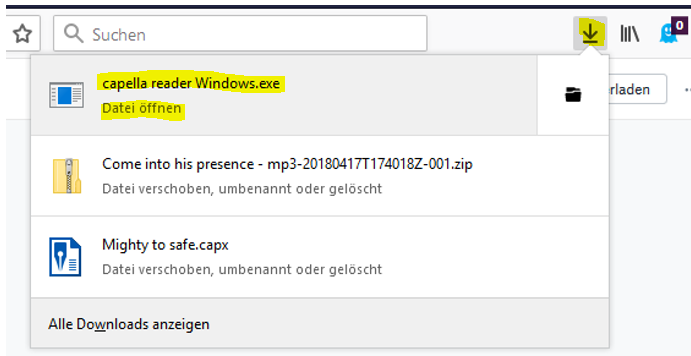 Suchen
0
capella reader Windows.exe
Datei öffnen
rladen
Come into his presence - mp3-20180417T174018Z-001.zip
Datei verschoben, umbenannt oder gelöscht
Mighty to safe.capx
Datei verschoben, umbenannt oder gelöscht
Alle Downloads anzeigen